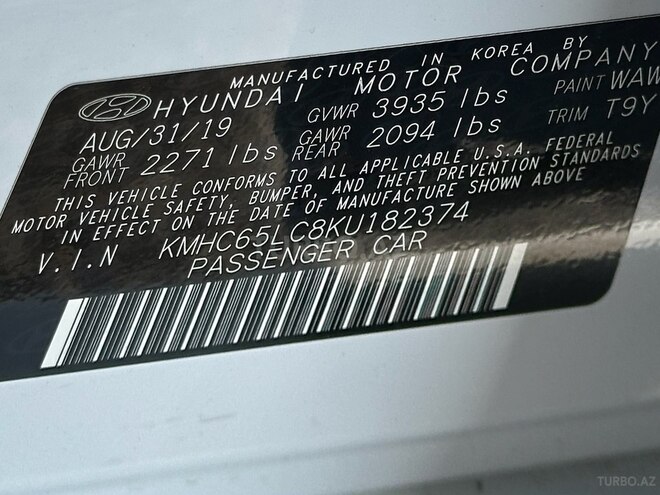 MANUFACTURED IN KOREA BY
HYUNDAI MOTOR COMPANY
AUG/31/19 GVWR 3935 lbs PAINT WAW
GAWR FRONT 2271 lbs GAWR REAR 2094 lbs TRIM T9Y
THIS VEHICLE CONFORMS TO ALL APPLICABLE U.S.A. FEDERAL
MOTOR VEHICLE SAFETY, BUMPER, AND THEFT PREVENTION STANDARDS
IN EFFECT ON THE DATE OF MANUFACTURE SHOWN ABOVE
V.I.N KMHC65LC8KU182374
PASSENGER CAR
TURBO.AZ